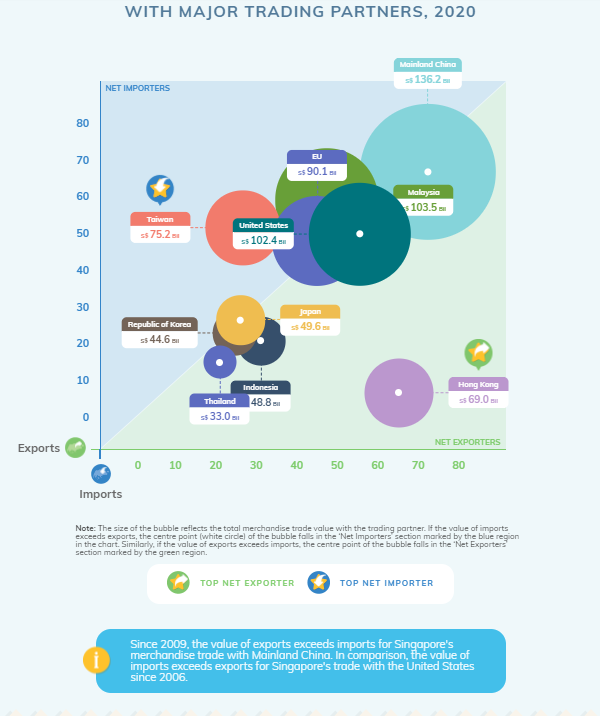 WITH MAJOR TRADING PARTNERS, 2020
Mainland China
S$ 136.2 Bil
NET IMPORTERS
80
70
60
50
40
30
20
10
0
EU
S$ 90.1 Bil
Malaysia
$ 103.5 Bil
Taiwan
S$ 75.2 Bil
United States
S$ 102.4 Bil
Japan
S$ 49.6 Bil
Republic of Korea
S$ 44.6 Bil
Indonesia
48.8 Bil
Thailand
S$ 33.0 Bil
Hong Kong
S$ 69.0 Bil
NET EXPORTERS
Exports
0 10 20 30 40 50 60 70 80
Imports
Note: The size of the bubble reflects the total merchandise trade value with the trading partner. If the value of imports
exceeds exports, the centre point (white circle) of the bubble falls in the 'Net Importers' section marked by the blue region
in the chart. Similarly, if the value of exports exceeds imports, the centre point of the bubble falls in the 'Net Exporters'
section marked by the green region.
TOP NET EXPORTER
TOP NET IMPORTER
Since 2009, the value of exports exceeds imports for Singapore's
merchandise trade with Mainland China. In comparison, the value of
imports exceeds exports for Singapore's trade with the United States
since 2006.